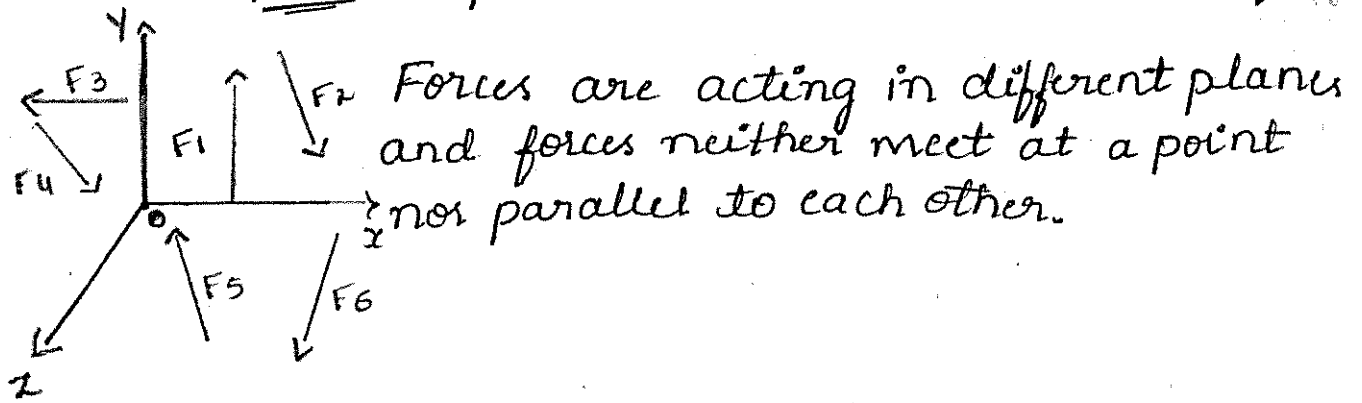 Y
F3
F1
F2
F4
Forces are acting in different planes
and forces neither meet at a point
nor parallel to each other.
O
x
F5
F6
Z